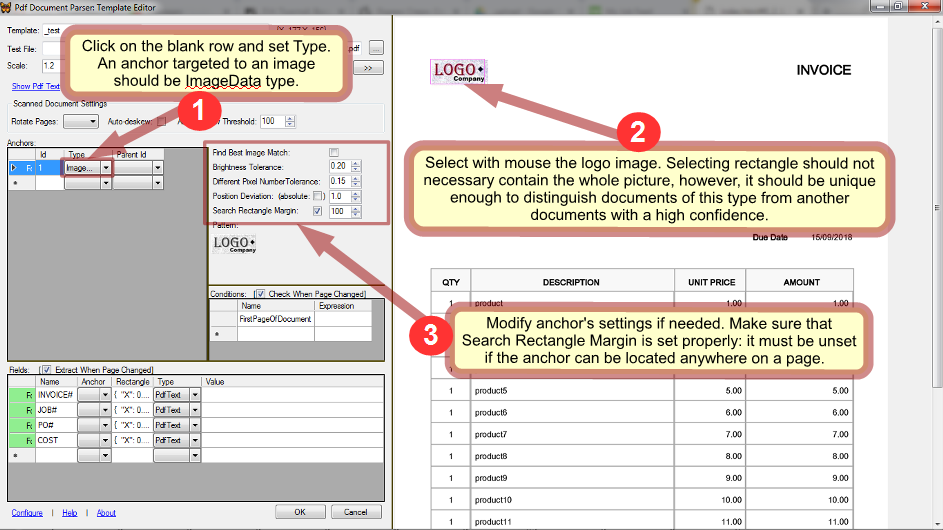 Pdf Document Parser: Template Editor
Template: _test
Test File: .pdf ...
Scale: 1.2 >>
Show Pdf Text
Click on the blank row and set Type.
An anchor targeted to an image
should be ImageData type.
1
Scanned Document Settings
Rotate Pages: Auto-deskew: Threshold: 100
Anchors:
Id Type Parent Id
F: 1 Image...
*
Find Best Image Match:
Brightness Tolerance: 0.20
Different Pixel NumberTolerance: 0.15
Position Deviation: (absolute: ) 1.0
Search Rectangle Margin: 100
Pattern:
LOGO
Company
Conditions: [ Check When Page Changed]
Name Expression
FirstPageOfDocument
*
Fields: [ Extract When Page Changed]
Name Anchor Rectangle Type Value
F: INVOICE# { "X": 0.... PdfText
F: JOB# { "X": 0.... PdfText
F: PO# { "X": 0.... PdfText
F: COST { "X": 0.... PdfText
*
Configure | Help | About
OK Cancel
LOGO
Company
INVOICE
2
Select with mouse the logo image. Selecting rectangle should not
necessary contain the whole picture, however, it should be unique
enough to distinguish documents of this type from another
documents with a high confidence.
Due Date 15/09/2018
QTY DESCRIPTION UNIT PRICE AMOUNT
1 product 1.00 1.00
3
Modify anchor's settings if needed. Make sure that
Search Rectangle Margin is set properly: it must be unset
if the anchor can be located anywhere on a page.
1 product5 5.00 5.00
1 product6 6.00 6.00
1 product7 7.00 7.00
1 product8 8.00 8.00
1 product9 9.00 9.00
1 product10 10.00 10.00
1 product11 11.00 11.00